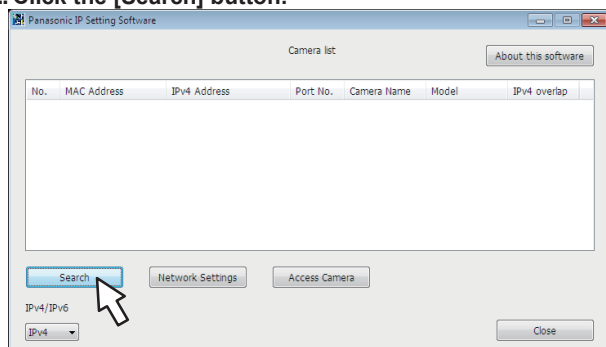 Click the [Search] button.
Panasonic IP Setting Software
Camera list
About this software
No. MAC Address IPv4 Address Port No. Camera Name Model IPv4 overlap
Search Network Settings Access Camera
IPv4/IPv6
IPv4 Close